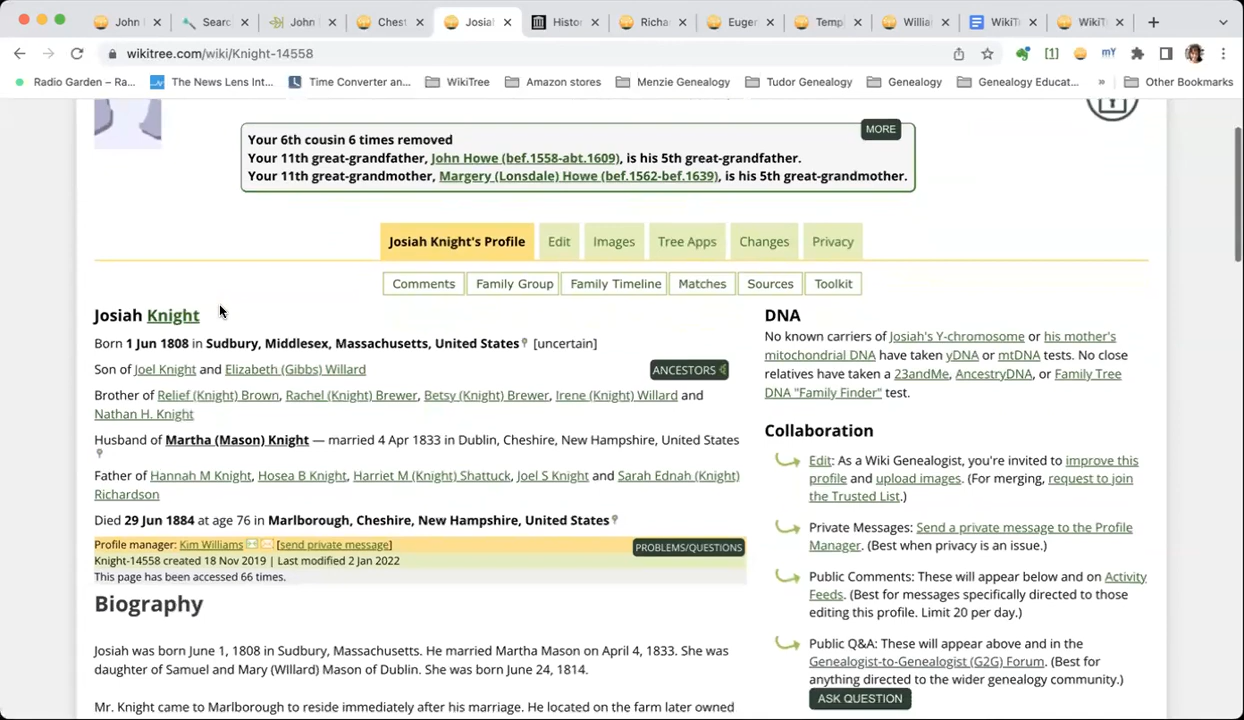 John
Searc
John
Chest
Josia
Histor
Richa
Euger
Temp
Willia
WikiT
WikiT
wikitree.com/wiki/Knight-14558
[1]
mY
Radio Garden – Ra...
The News Lens Int...
Time Converter an...
WikiTree
Amazon stores
Menzie Genealogy
Tudor Genealogy
Genealogy
Genealogy Educat...
»
Other Bookmarks
MORE
Your 6th cousin 6 times removed
Your 11th great-grandfather, John Howe (bef.1558-abt.1609), is his 5th great-grandfather.
Your 11th great-grandmother, Margery (Lonsdale) Howe (bef.1562-bef.1639), is his 5th great-grandmother.
Josiah Knight's Profile
Edit
Images
Tree Apps
Changes
Privacy
Comments
Family Group
Family Timeline
Matches
Sources
Toolkit
Josiah Knight
Born 1 Jun 1808 in Sudbury, Middlesex, Massachusetts, United States [uncertain]
Son of Joel Knight and Elizabeth (Gibbs) Willard
ANCESTORS
Brother of Relief (Knight) Brown, Rachel (Knight) Brewer, Betsy (Knight) Brewer, Irene (Knight) Willard and
Nathan H. Knight
Husband of Martha (Mason) Knight — married 4 Apr 1833 in Dublin, Cheshire, New Hampshire, United States
Father of Hannah M Knight, Hosea B Knight, Harriet M (Knight) Shattuck, Joel S Knight and Sarah Ednah (Knight)
Richardson
Died 29 Jun 1884 at age 76 in Marlborough, Cheshire, New Hampshire, United States
Profile manager: Kim Williams [send private message]
PROBLEMS/QUESTIONS
Knight-14558 created 18 Nov 2019 | Last modified 2 Jan 2022
This page has been accessed 66 times.
Biography
Josiah was born June 1, 1808 in Sudbury, Massachusetts. He married Martha Mason on April 4, 1833. She was
daughter of Samuel and Mary (WIllard) Mason of Dublin. She was born June 24, 1814.
Mr. Knight came to Marlborough to reside immediately after his marriage. He located on the farm later owned
DNA
No known carriers of Josiah's Y-chromosome or his mother's
mitochondrial DNA have taken yDNA or mtDNA tests. No close
relatives have taken a 23andMe, AncestryDNA, or Family Tree
DNA "Family Finder" test.
Collaboration
Edit: As a Wiki Genealogist, you're invited to improve this
profile and upload images. (For merging, request to join
the Trusted List.)
Private Messages: Send a private message to the Profile
Manager. (Best when privacy is an issue.)
Public Comments: These will appear below and on Activity
Feeds. (Best for messages specifically directed to those
editing this profile. Limit 20 per day.)
Public Q&A: These will appear above and in the
Genealogist-to-Genealogist (G2G) Forum. (Best for
anything directed to the wider genealogy community.)
ASK QUESTION